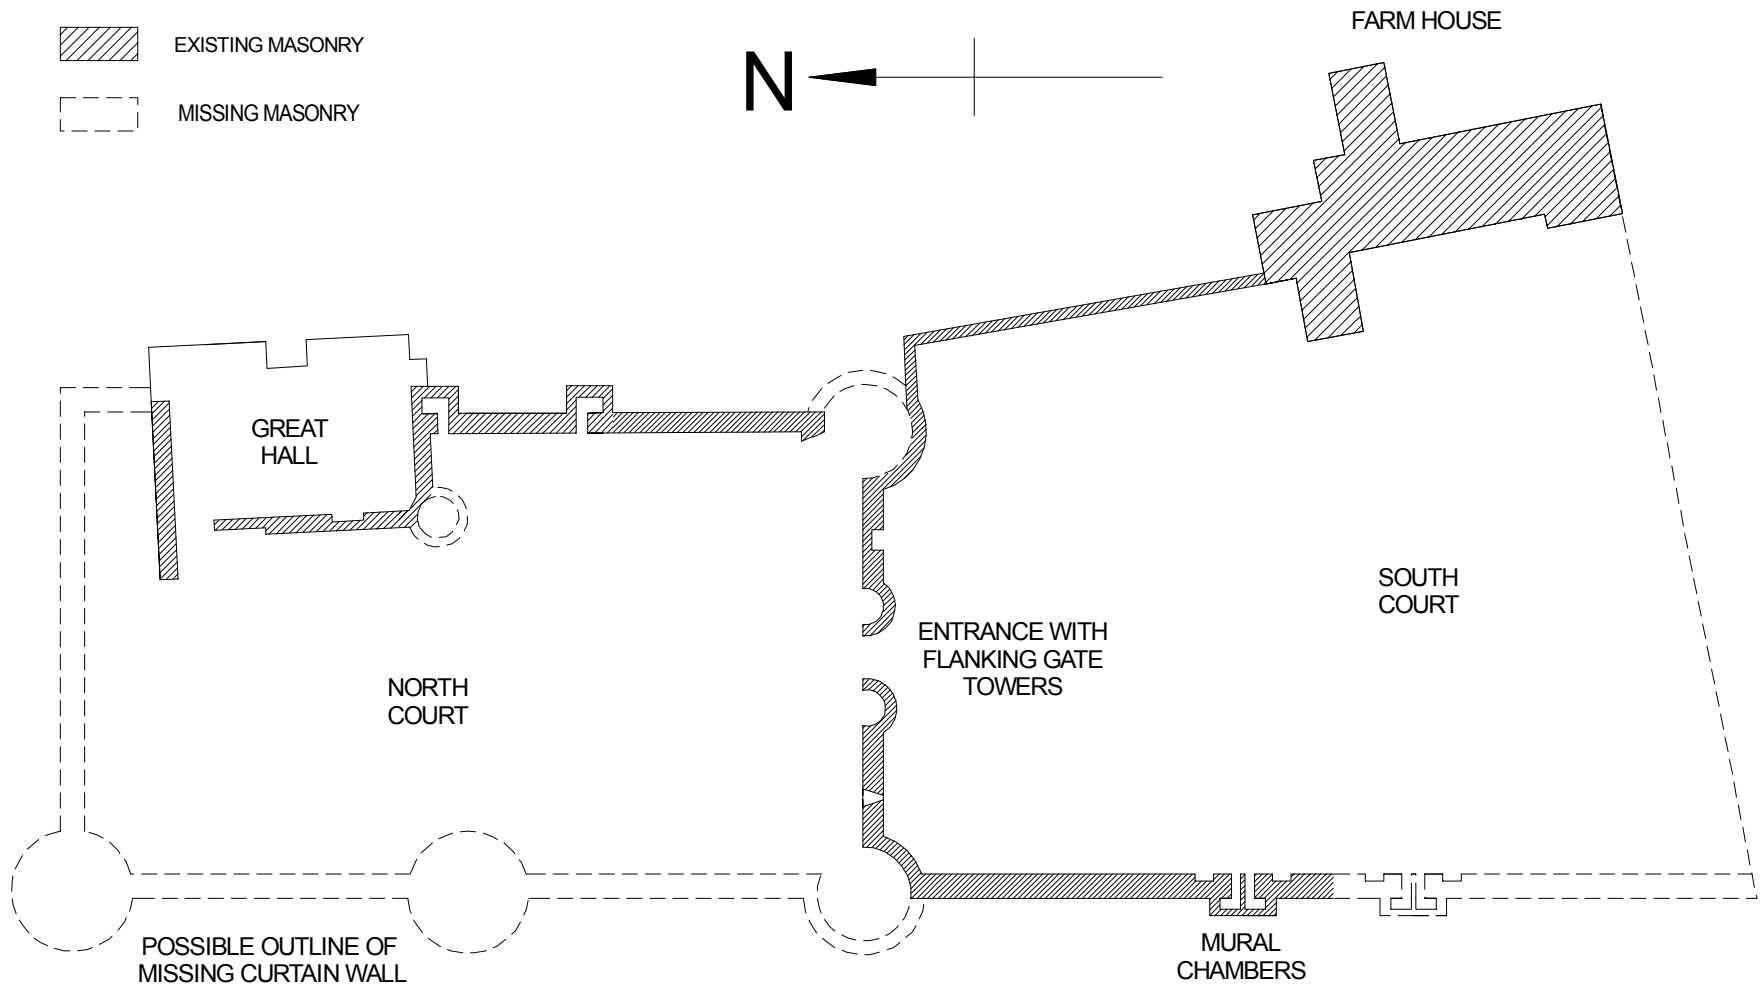 EXISTING MASONRY
MISSING MASONRY
N
FARM HOUSE
GREAT
HALL
NORTH
COURT
ENTRANCE WITH
FLANKING GATE
TOWERS
SOUTH
COURT
POSSIBLE OUTLINE OF
MISSING CURTAIN WALL
MURAL
CHAMBERS